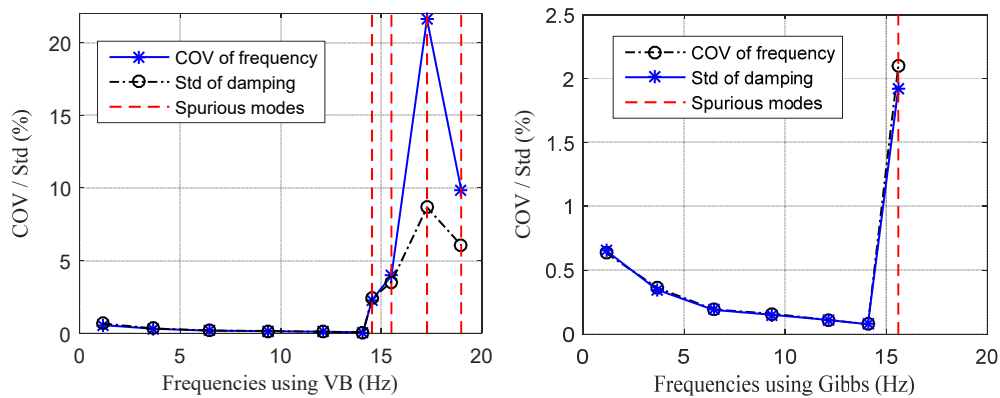 COV / Std (%)
20
15
10
5
0
COV of frequency
Std of damping
Spurious modes
0
5
10
15
20
Frequencies using VB (Hz)
COV / Std (%)
2.5
2
1.5
1
0.5
0
COV of frequency
Std of damping
Spurious modes
0
5
10
15
20
Frequencies using Gibbs (Hz)